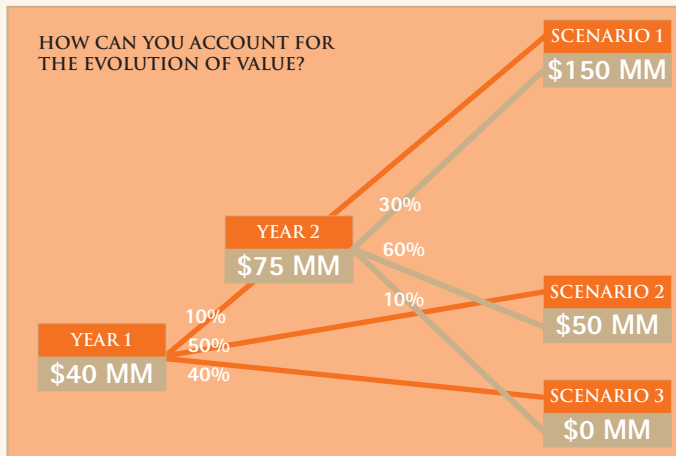 HOW CAN YOU ACCOUNT FOR
THE EVOLUTION OF VALUE?
SCENARIO 1
$150 MM
30%
YEAR 2
$75 MM
60%
10%
SCENARIO 2
$50 MM
10%
YEAR 1
50%
$40 MM
40%
SCENARIO 3
$0 MM